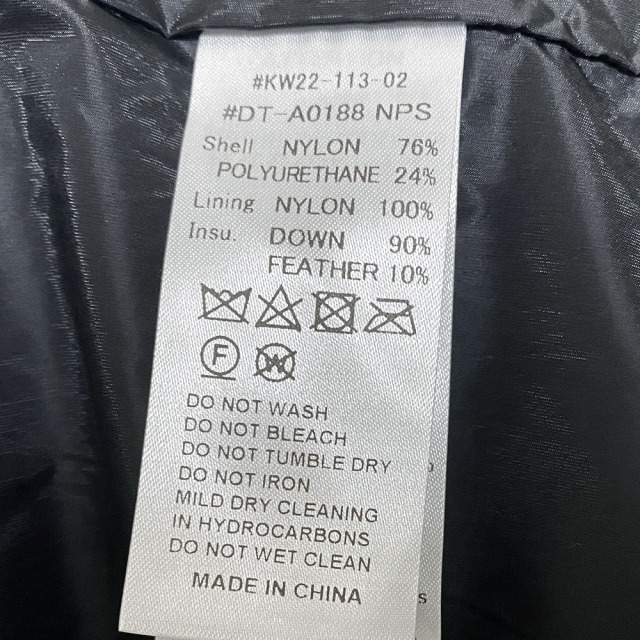 #KW22-113-02
#DT-A0188 NPS
Shell NYLON 76%
POLYURETHANE 24%
Lining NYLON 100%
Insu. DOWN 90%
FEATHER 10%
F W
DO NOT WASH
DO NOT BLEACH
DO NOT TUMBLE DRY
DO NOT IRON
MILD DRY CLEANING
IN HYDROCARBONS
DO NOT WET CLEAN
MADE IN CHINA
s